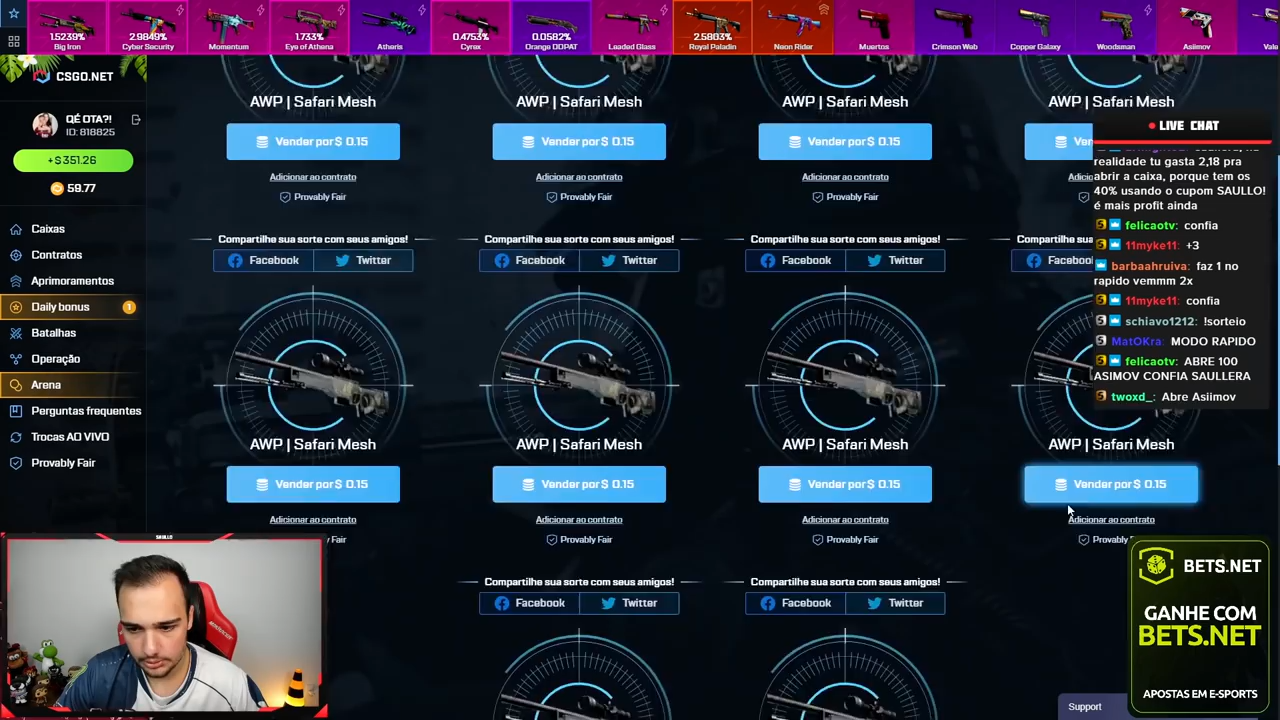 1.5239%
Big Iron
2.9849%
Cyber Security
Momentum
1.733%
Eye of Athena
Atheris
0.4753%
Cyrex
0.0582%
Orange DDPAT
Leaded Glass
2.5803%
Royal Paladin
Neon Rider
Muertos
Crimson Web
Copper Galaxy
Woodsman
Asiimov
CSGO.NET
QÉ OTA?!
ID: 818825
+$351.26
59.77
Caixas
Contratos
Aprimoramentos
Daily bonus
1
Batalhas
Operação
Arena
Perguntas frequentes
Trocas AO VIVO
Provably Fair
AWP | Safari Mesh
AWP | Safari Mesh
AWP | Safari Mesh
AWP | Safari Mesh
Vender por $ 0.15
Vender por $ 0.15
Vender por $ 0.15
Adicionar ao contrato
Adicionar ao contrato
Adicionar ao contrato
Provably Fair
Provably Fair
Provably Fair
Compartilhe sua sorte com seus amigos!
Compartilhe sua sorte com seus amigos!
Compartilhe sua sorte com seus amigos!
Facebook
Twitter
Facebook
Twitter
Facebook
Twitter
AWP | Safari Mesh
AWP | Safari Mesh
AWP | Safari Mesh
AWP | Safari Mesh
Vender por $ 0.15
Vender por $ 0.15
Vender por $ 0.15
Vender por $ 0.15
Adicionar ao contrato
Adicionar ao contrato
Adicionar ao contrato
Adicionar ao contrato
Fair
Provably Fair
Provably Fair
Compartilhe sua sorte com seus amigos!
Compartilhe sua sorte com seus amigos!
Facebook
Twitter
Facebook
Twitter
LIVE CHAT
realidade tu gasta 2,18 pra
abrir a caixa, porque tem os
40% usando o cupom SAULLO!
é mais profit ainda
felicaotv: confia
11myke11: +3
barbaahruiva: faz 1 no
rapido vemmm 2x
11myke11: confia
schiavo1212: !sorteio
MatOKra: MODO RAPIDO
felicaotv: ABRE 100
ASIMOV CONFIA SAULLERA
twoxd_: Abre Asiimov
SAULLO
BETS.NET
GANHE COM
BETS.NET
APOSTAS EM E-SPORTS
Support